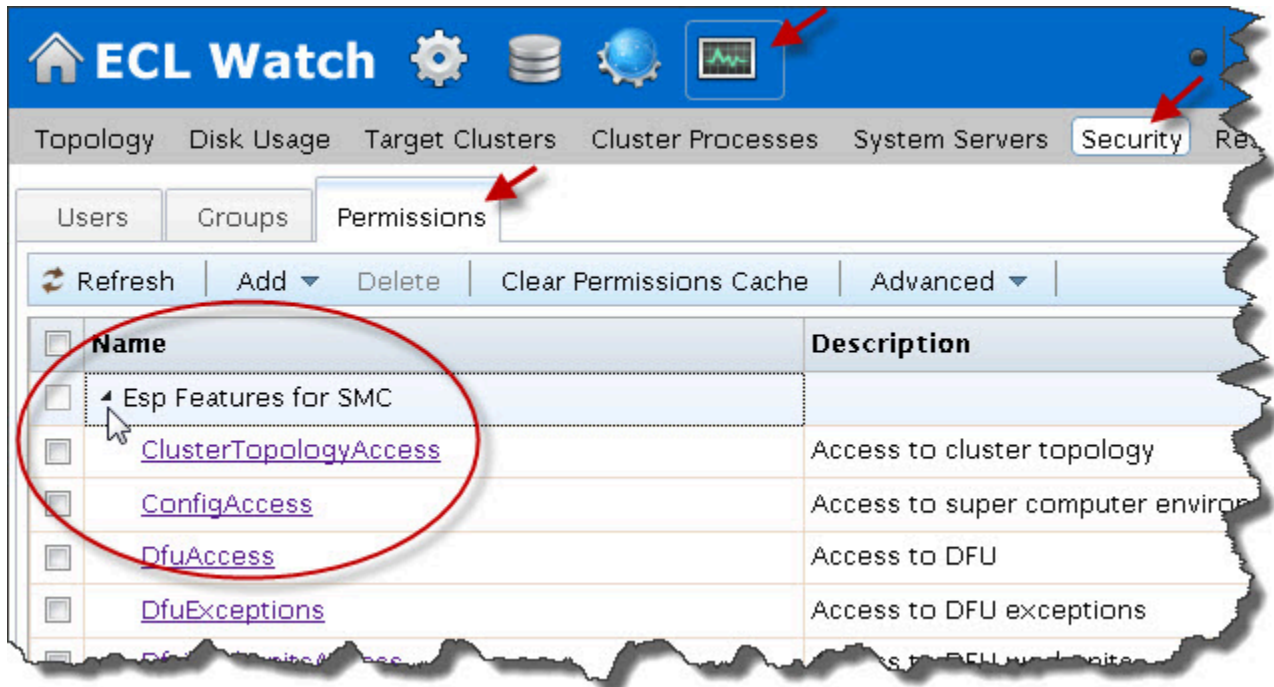 ECL Watch
Topology Disk Usage Target Clusters Cluster Processes System Servers Security
Users Groups Permissions
Refresh Add Delete Clear Permissions Cache Advanced
Name Description
Esp Features for SMC
ClusterTopologyAccess Access to cluster topology
ConfigAccess Access to super computer
DfuAccess Access to DFU
DfuExceptions Access to DFU exceptions